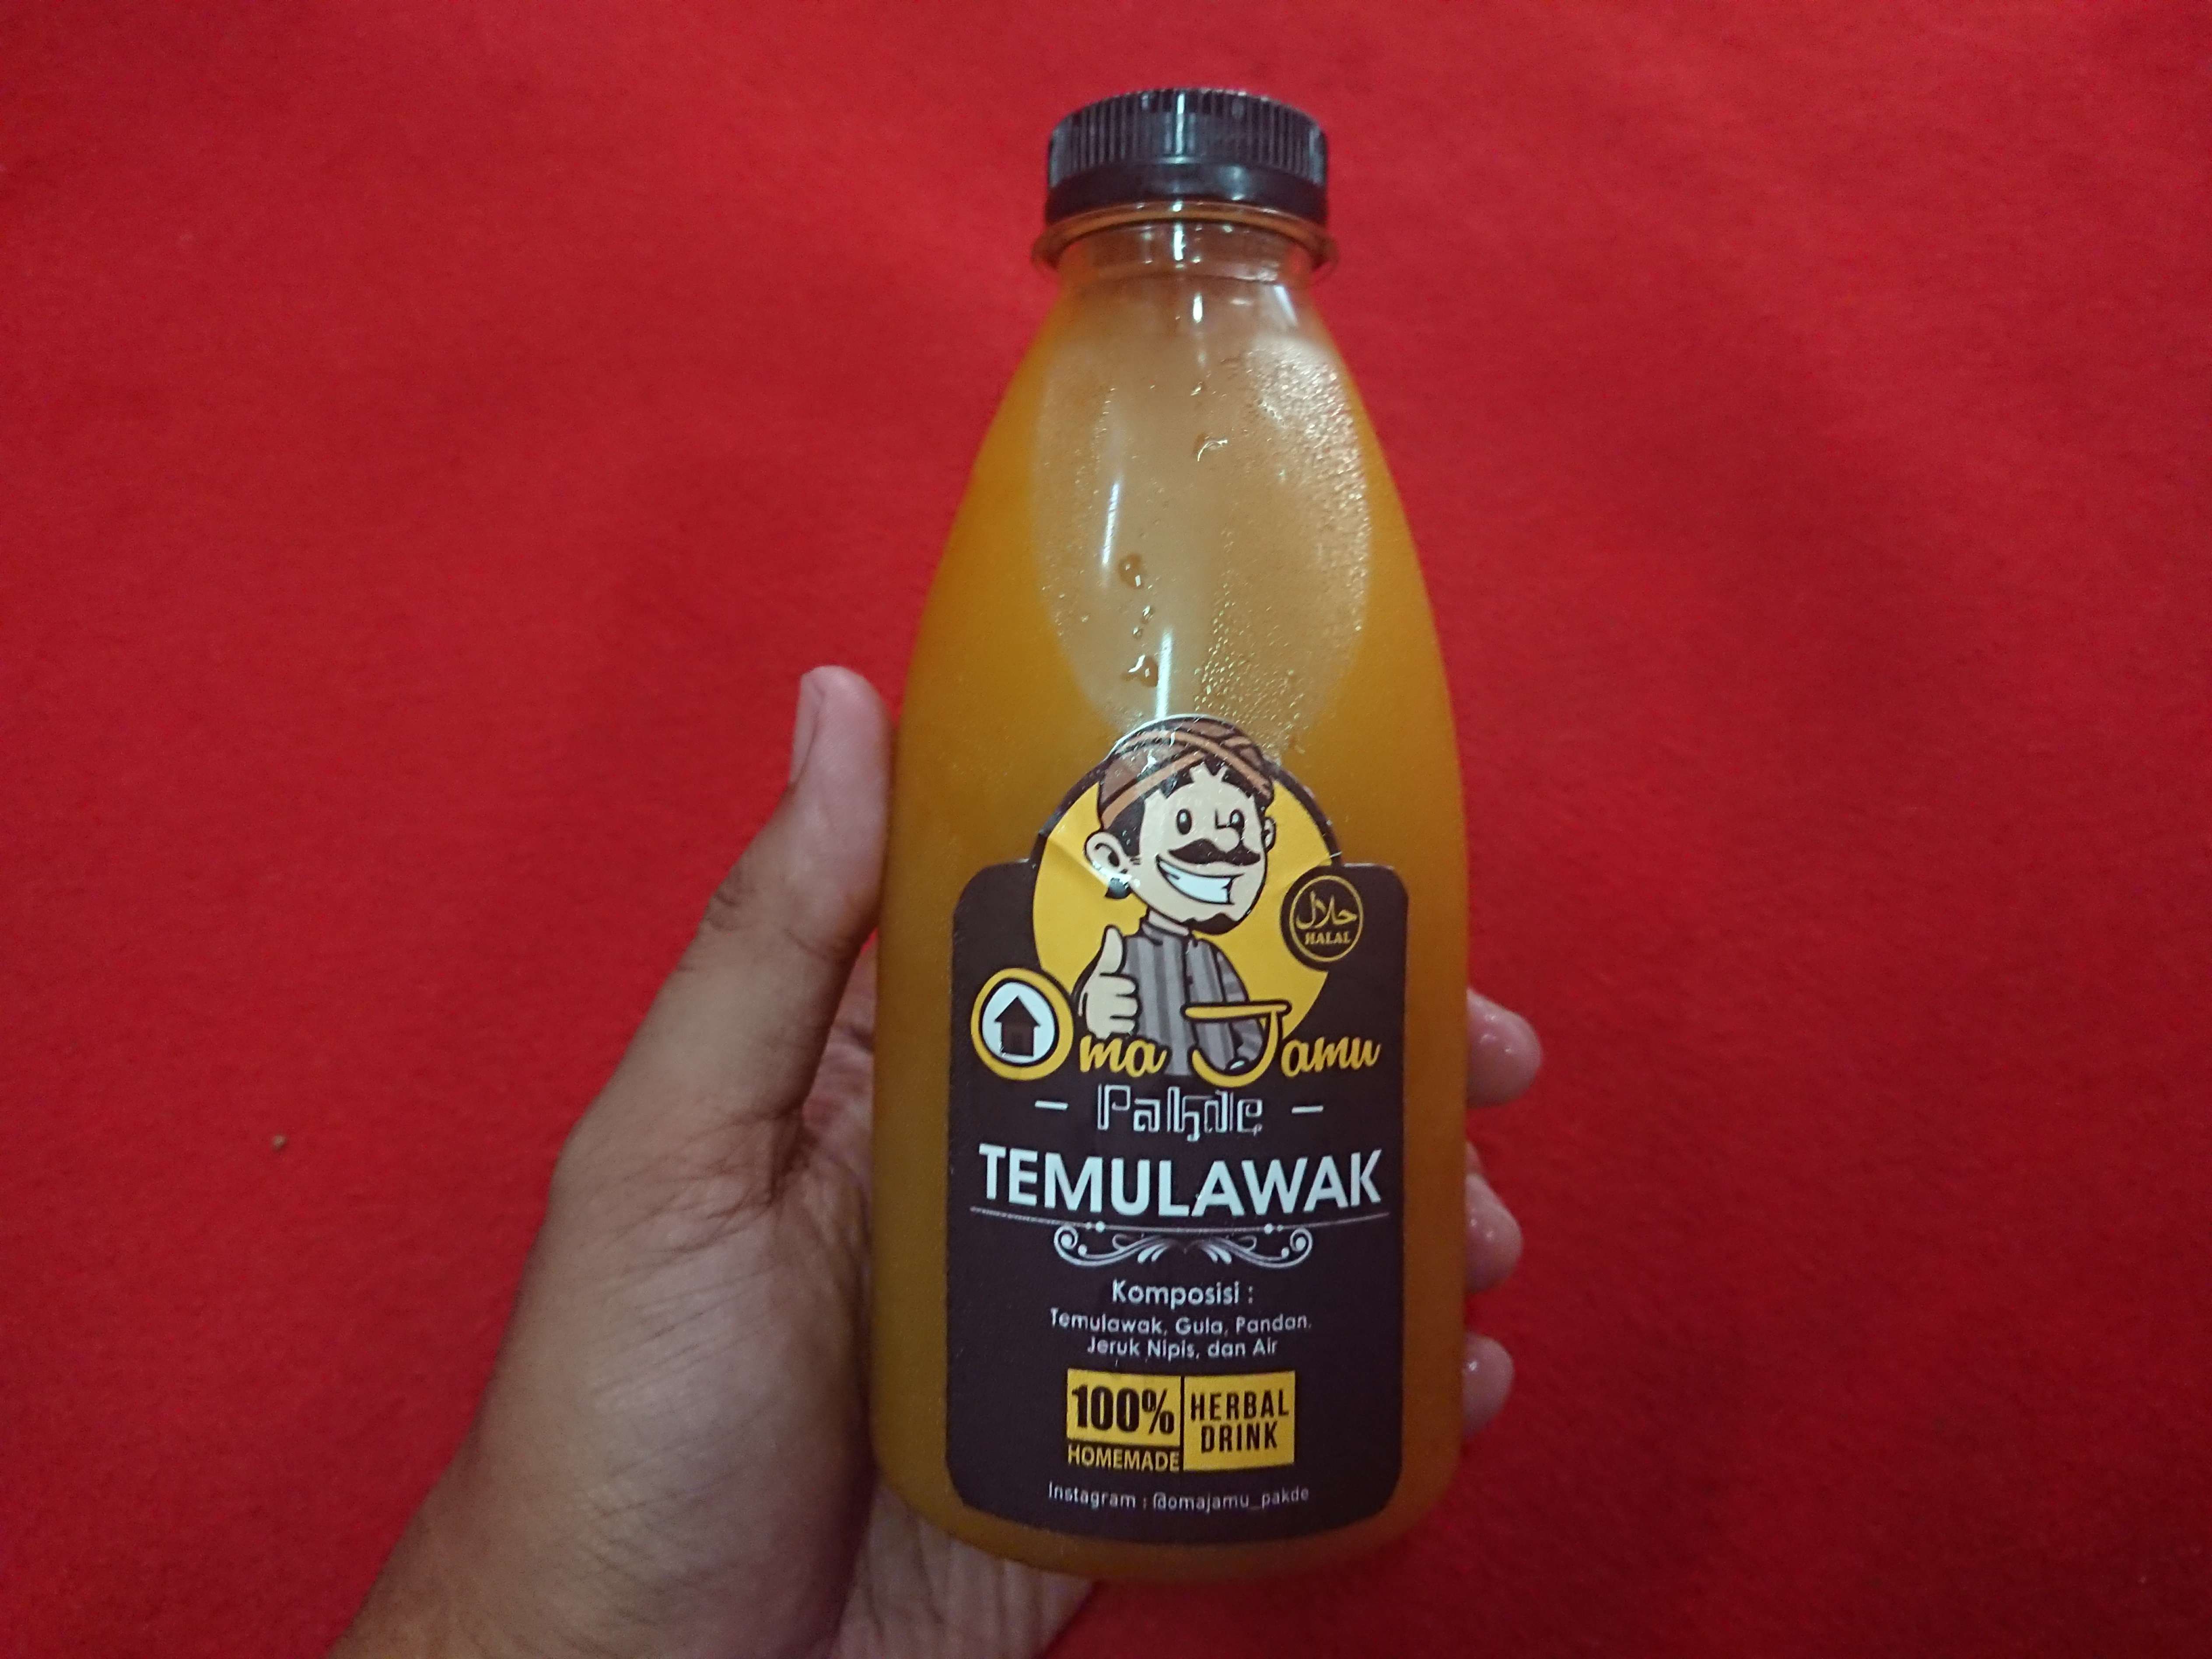 حلال
HALAL
Oma Jamu
- Pakde -
TEMULAWAK
Komposisi :
Temulawak, Gula, Pandan,
Jeruk Nipis, dan Air
100% HERBAL
HOMEMADE DRINK
Instagram : @omajamu_pakde